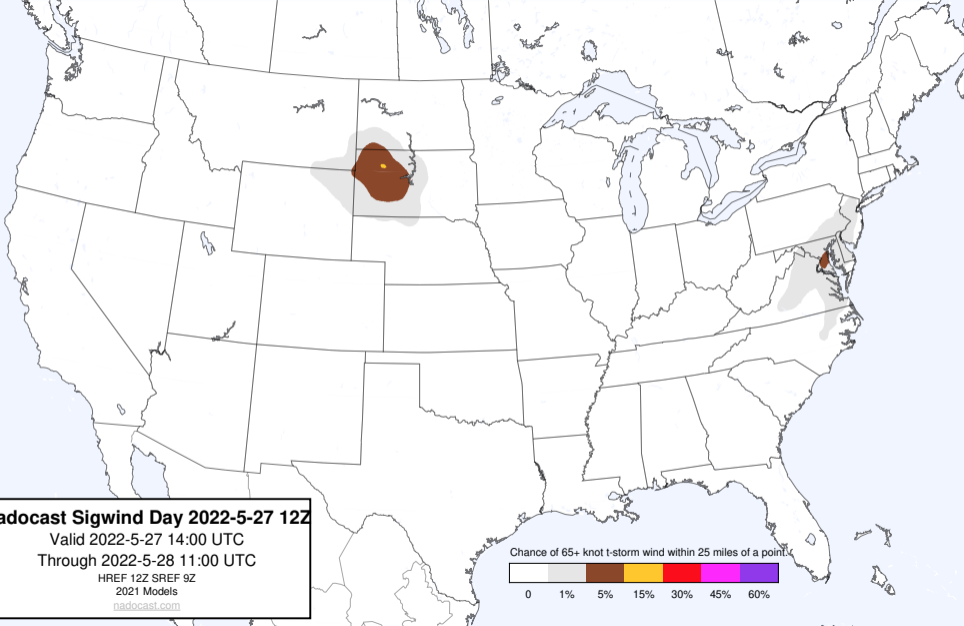 adocast Sigwind Day 2022-5-27 12Z
Valid 2022-5-27 14:00 UTC
Through 2022-5-28 11:00 UTC
HREF 12Z SREF 9Z
2021 Models
nadocast.com
Chance of 65+ knot t-storm wind within 25 miles of a point.
0 1% 5% 15% 30% 45% 60%